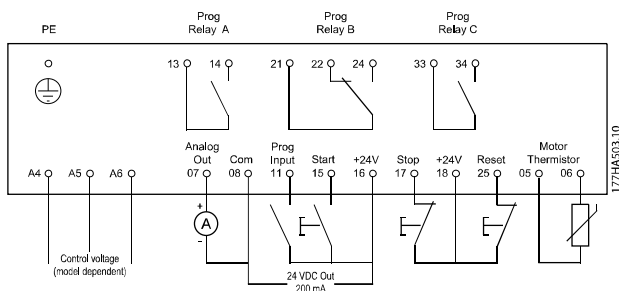 PE
Prog
Relay A
Prog
Relay B
Prog
Relay C
13 14 21 22 24 33 34
Analog
Out
07
Com
08
Prog
Input
11
Start
15
+24V
16
Stop
17
+24V
18
Reset
25
Motor
Thermistor
05 06
A4 A5 A6
+
A
-
Control voltage
(model dependent)
24 VDC Out
200 mA
177HA503.10